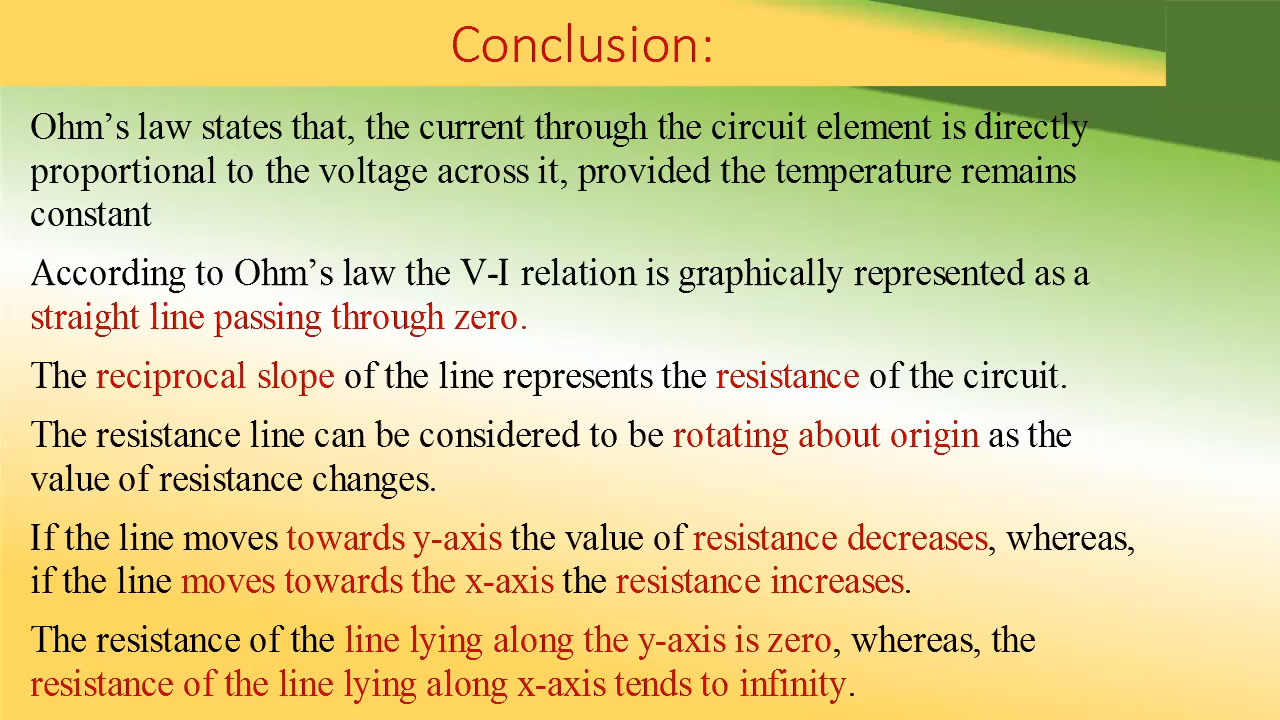 Conclusion:
Ohm’s law states that, the current through the circuit element is directly
proportional to the voltage across it, provided the temperature remains
constant
According to Ohm’s law the V-I relation is graphically represented as a
straight line passing through zero.
The reciprocal slope of the line represents the resistance of the circuit.
The resistance line can be considered to be rotating about origin as the
value of resistance changes.
If the line moves towards y-axis the value of resistance decreases, whereas,
if the line moves towards the x-axis the resistance increases.
The resistance of the line lying along the y-axis is zero, whereas, the
resistance of the line lying along x-axis tends to infinity.